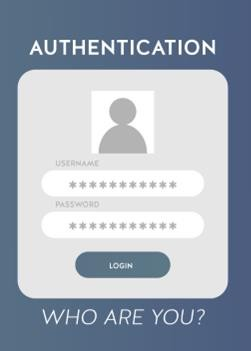 AUTHENTICATION
USERNAME
***********
PASSWORD
***********
LOGIN
WHO ARE YOU?